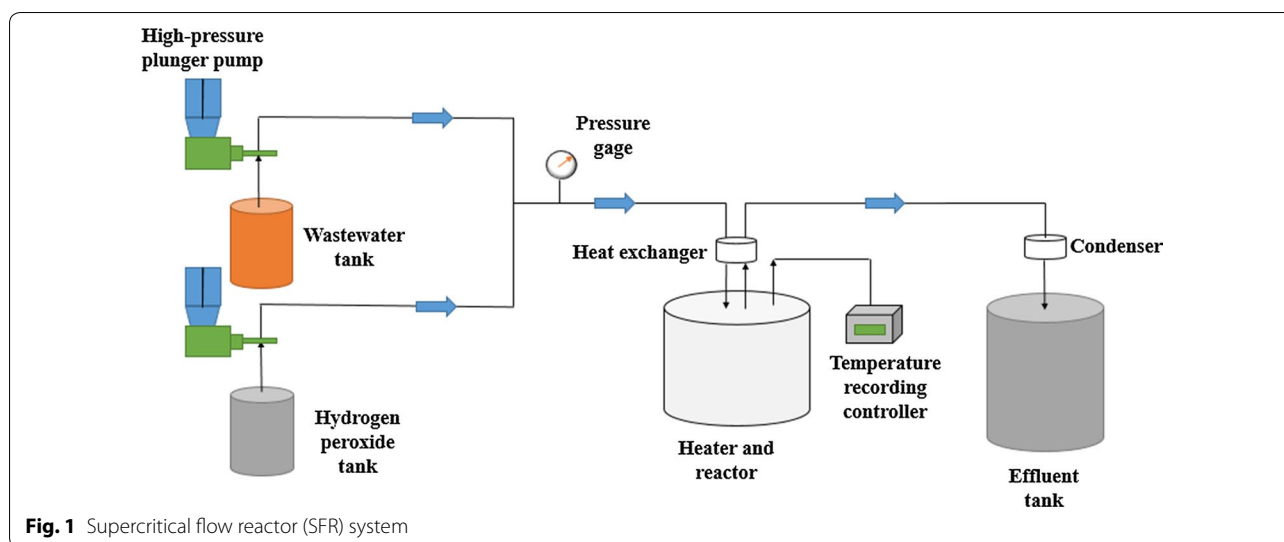 High-pressure
plunger pump
Pressure
gage
Wastewater
tank
Heat exchanger
Condenser
Temperature
recording
controller
Hydrogen
peroxide
tank
Heater and
reactor
Effluent
tank
Fig. 1 Supercritical flow reactor (SFR) system